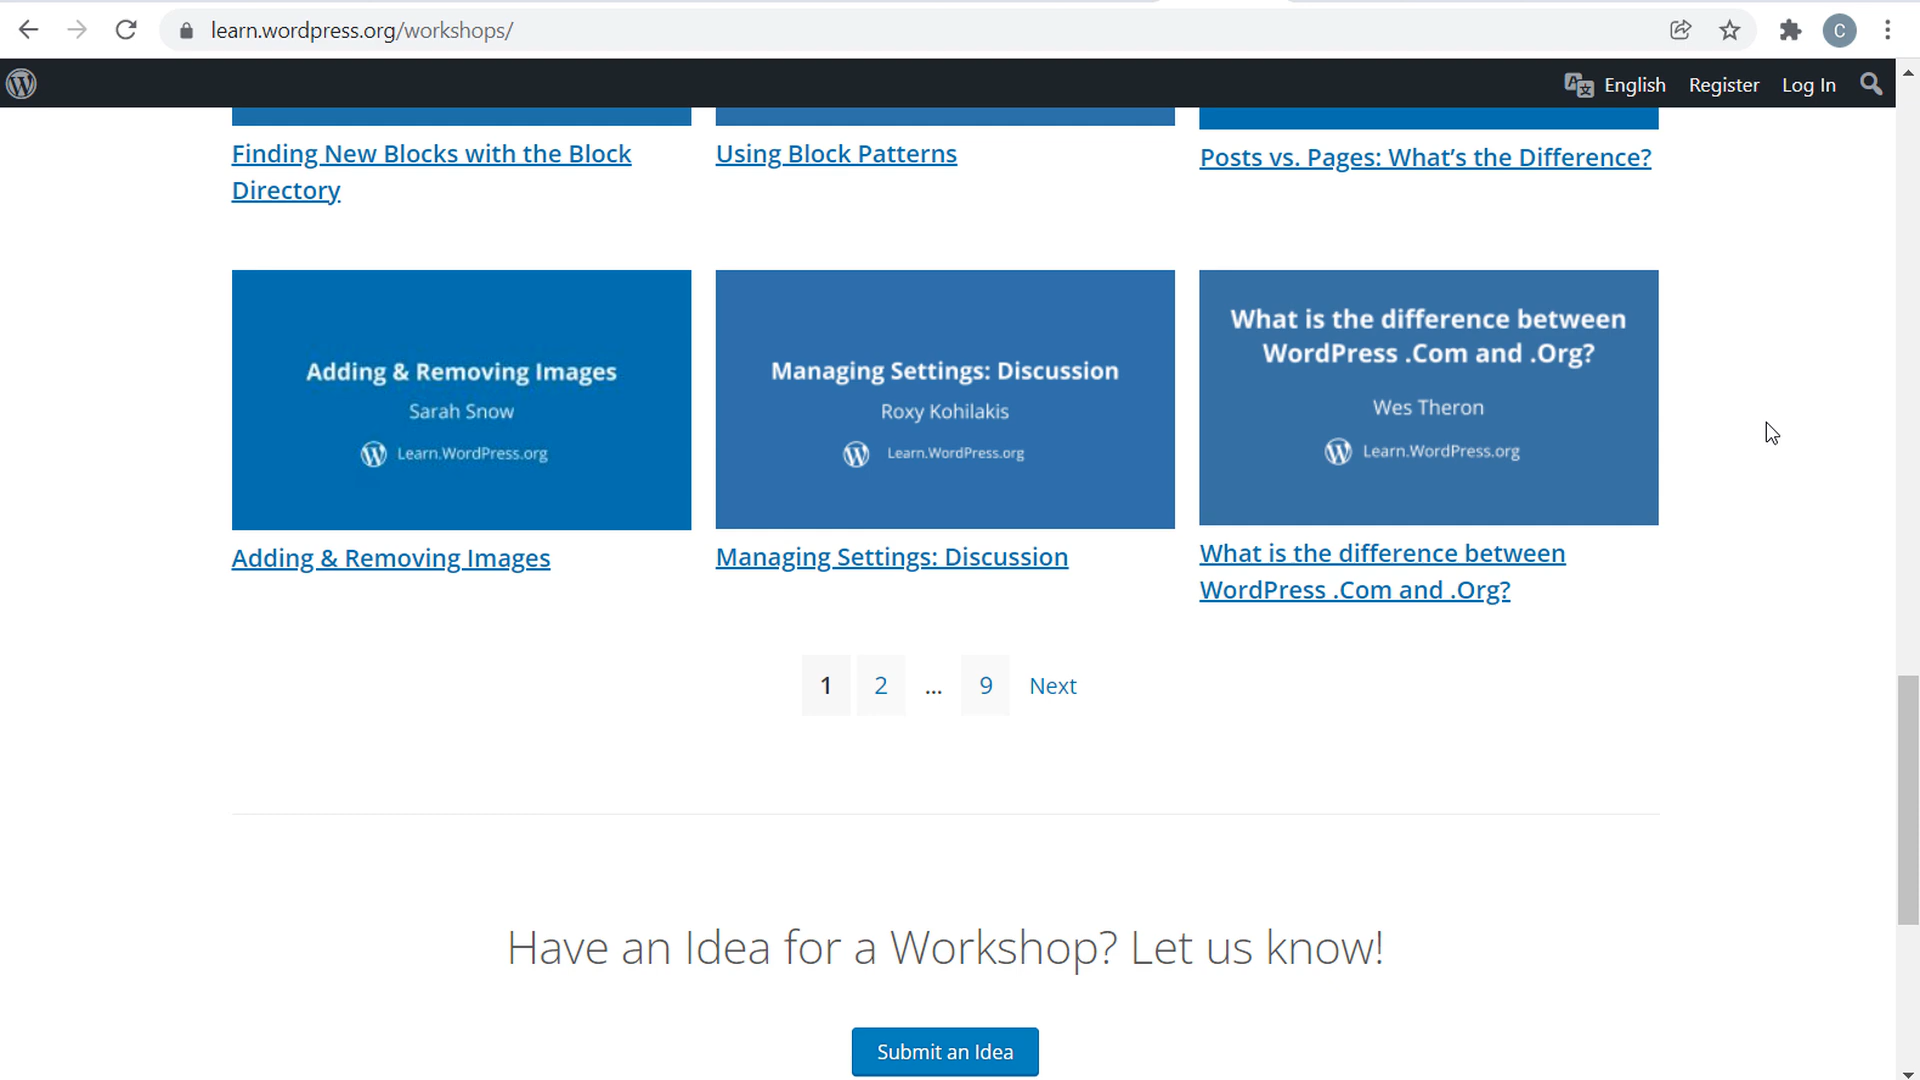 learn.wordpress.org/workshops/
C
English Register Log In
Finding New Blocks with the Block
Directory
Using Block Patterns
Posts vs. Pages: What’s the Difference?
Adding & Removing Images
Sarah Snow
Learn.WordPress.org
Managing Settings: Discussion
Roxy Kohilakis
Learn.WordPress.org
What is the difference between
WordPress .Com and .Org?
Wes Theron
Learn.WordPress.org
Adding & Removing Images
Managing Settings: Discussion
What is the difference between
WordPress .Com and .Org?
1 2 ... 9 Next
Have an Idea for a Workshop? Let us know!
Submit an Idea